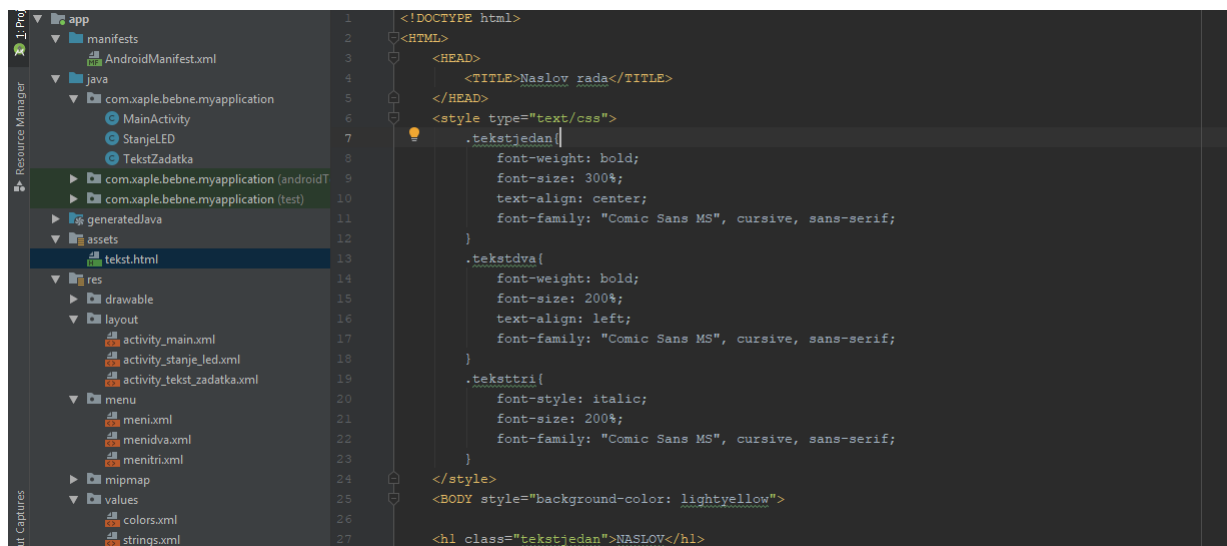 1: Proj
Resource Manager
ut Captures
app
manifests
AndroidManifest.xml
java
com.xaple.bebne.myapplication
MainActivity
StanjeLED
TekstZadatka
com.xaple.bebne.myapplication (androidT
com.xaple.bebne.myapplication (test)
generatedJava
assets
tekst.html
res
drawable
layout
activity_main.xml
activity_stanje_led.xml
activity_tekst_zadatka.xml
menu
meni.xml
menidva.xml
menitri.xml
mipmap
values
colors.xml
strings.xml
1 <!DOCTYPE html>
2 <HTML>
3 <HEAD>
4 <TITLE>Naslov rada</TITLE>
5 </HEAD>
6 <style type="text/css">
7 .tekstjedan{
8 font-weight: bold;
9 font-size: 300%;
10 text-align: center;
11 font-family: "Comic Sans MS", cursive, sans-serif;
12 }
13 .tekstdva{
14 font-weight: bold;
15 font-size: 200%;
16 text-align: left;
17 font-family: "Comic Sans MS", cursive, sans-serif;
18 }
19 .teksttri{
20 font-style: italic;
21 font-size: 200%;
22 font-family: "Comic Sans MS", cursive, sans-serif;
23 }
24 </style>
25 <BODY style="background-color: lightyellow">
26
27 <h1 class="tekstjedan">NASLOV</h1>